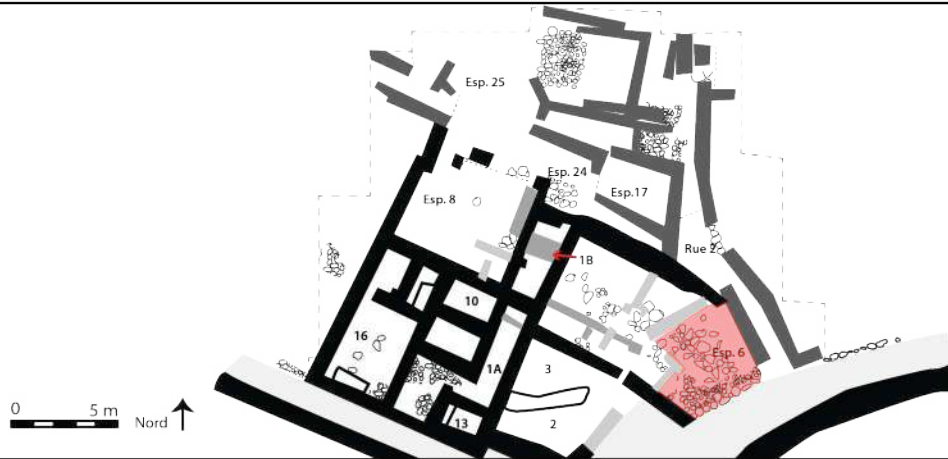 Esp. 25
Esp. 24
Esp.17
Esp. 8
Rue 2
1B
10
Esp. 6
16
1A
3
0 5 m
Nord
13
2